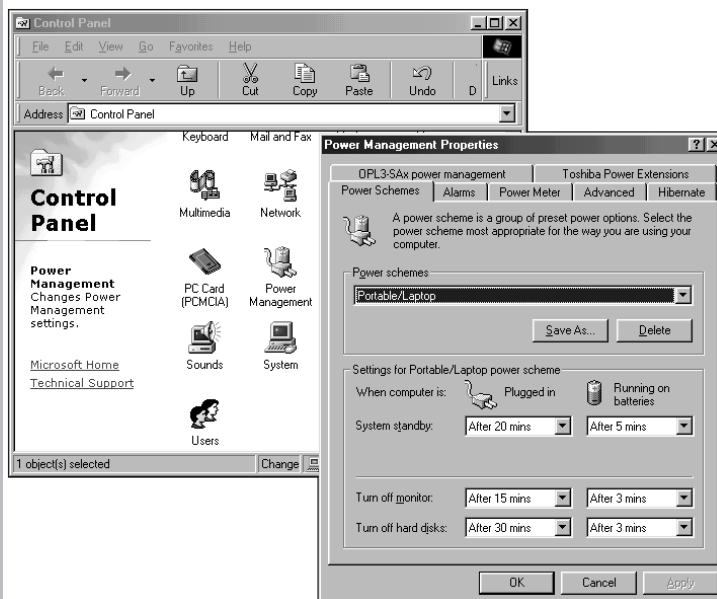 Control Panel
File Edit View Go Favorites Help
Back Forward Up Cut Copy Paste Undo D Links
Address Control Panel
Keyboard Mail and Fax
Control
Panel
Multimedia Network
Power
Management
Changes Power
Management
settings.
PC Card
(PCMCIA)
Power
Management
Microsoft Home
Technical Support
Sounds System
Users
1 object(s) selected Change
Power Management Properties
OPL3-SAx power management Toshiba Power Extensions
Power Schemes Alarms Power Meter Advanced Hibernate
A power scheme is a group of preset power options. Select the
power scheme most appropriate for the way you are using your
computer.
Power schemes
Portable/Laptop
Save As... Delete
Settings for Portable/Laptop power scheme
When computer is: Plugged in Running on
batteries
System standby: After 20 mins After 5 mins
Turn off monitor: After 15 mins After 3 mins
Turn off hard disks: After 30 mins After 3 mins
OK Cancel Apply